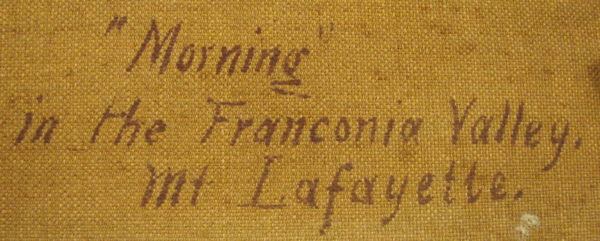 "Morning"
in the Franconia Valley.
Mt Lafayette.